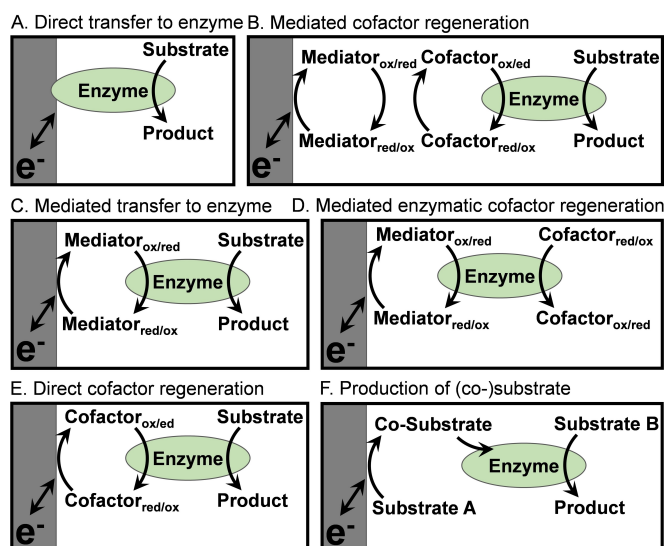 A. Direct transfer to enzyme
Substrate
Enzyme
Product
e-
B. Mediated cofactor regeneration
Mediatorox/red
Cofactorox/ed
Substrate
Enzyme
Mediatorred/ox
Cofactorred/ox
Product
e-
C. Mediated transfer to enzyme
Mediatorox/red
Substrate
Enzyme
Mediatorred/ox
Product
e-
D. Mediated enzymatic cofactor regeneration
Mediatorox/red
Cofactorred/ox
Enzyme
Mediatorred/ox
Cofactorox/red
e-
E. Direct cofactor regeneration
Cofactorox/ed
Substrate
Enzyme
Cofactorred/ox
Product
e-
F. Production of (co-)substrate
Co-Substrate
Substrate B
Enzyme
Substrate A
Product
e-